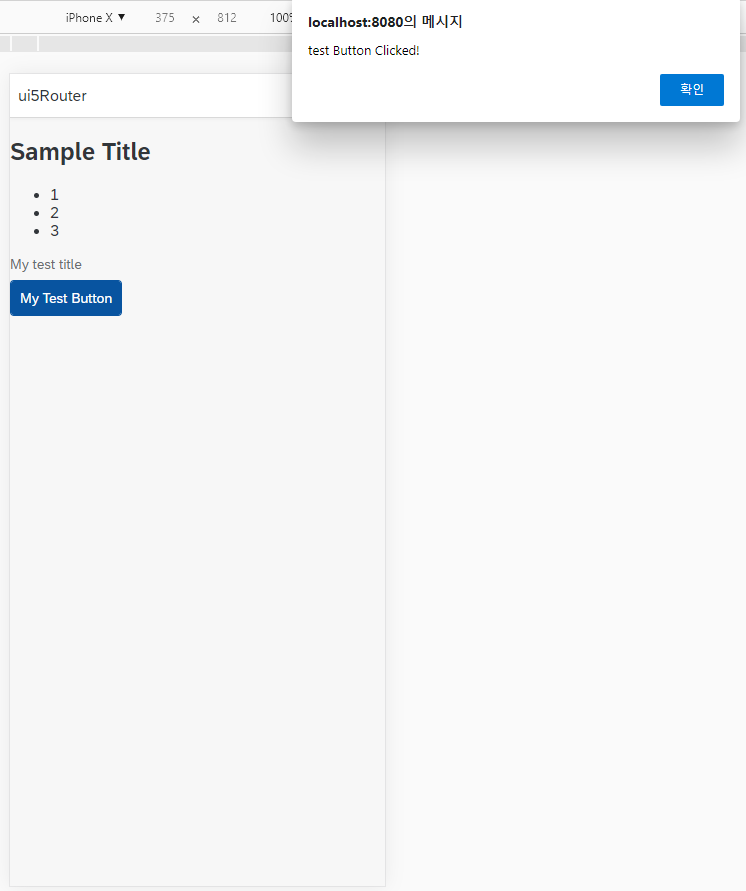 iPhone X ▼ 375 × 812 100%
localhost:8080의 메시지
test Button Clicked!
확인
ui5Router
Sample Title
• 1
• 2
• 3
My test title
My Test Button